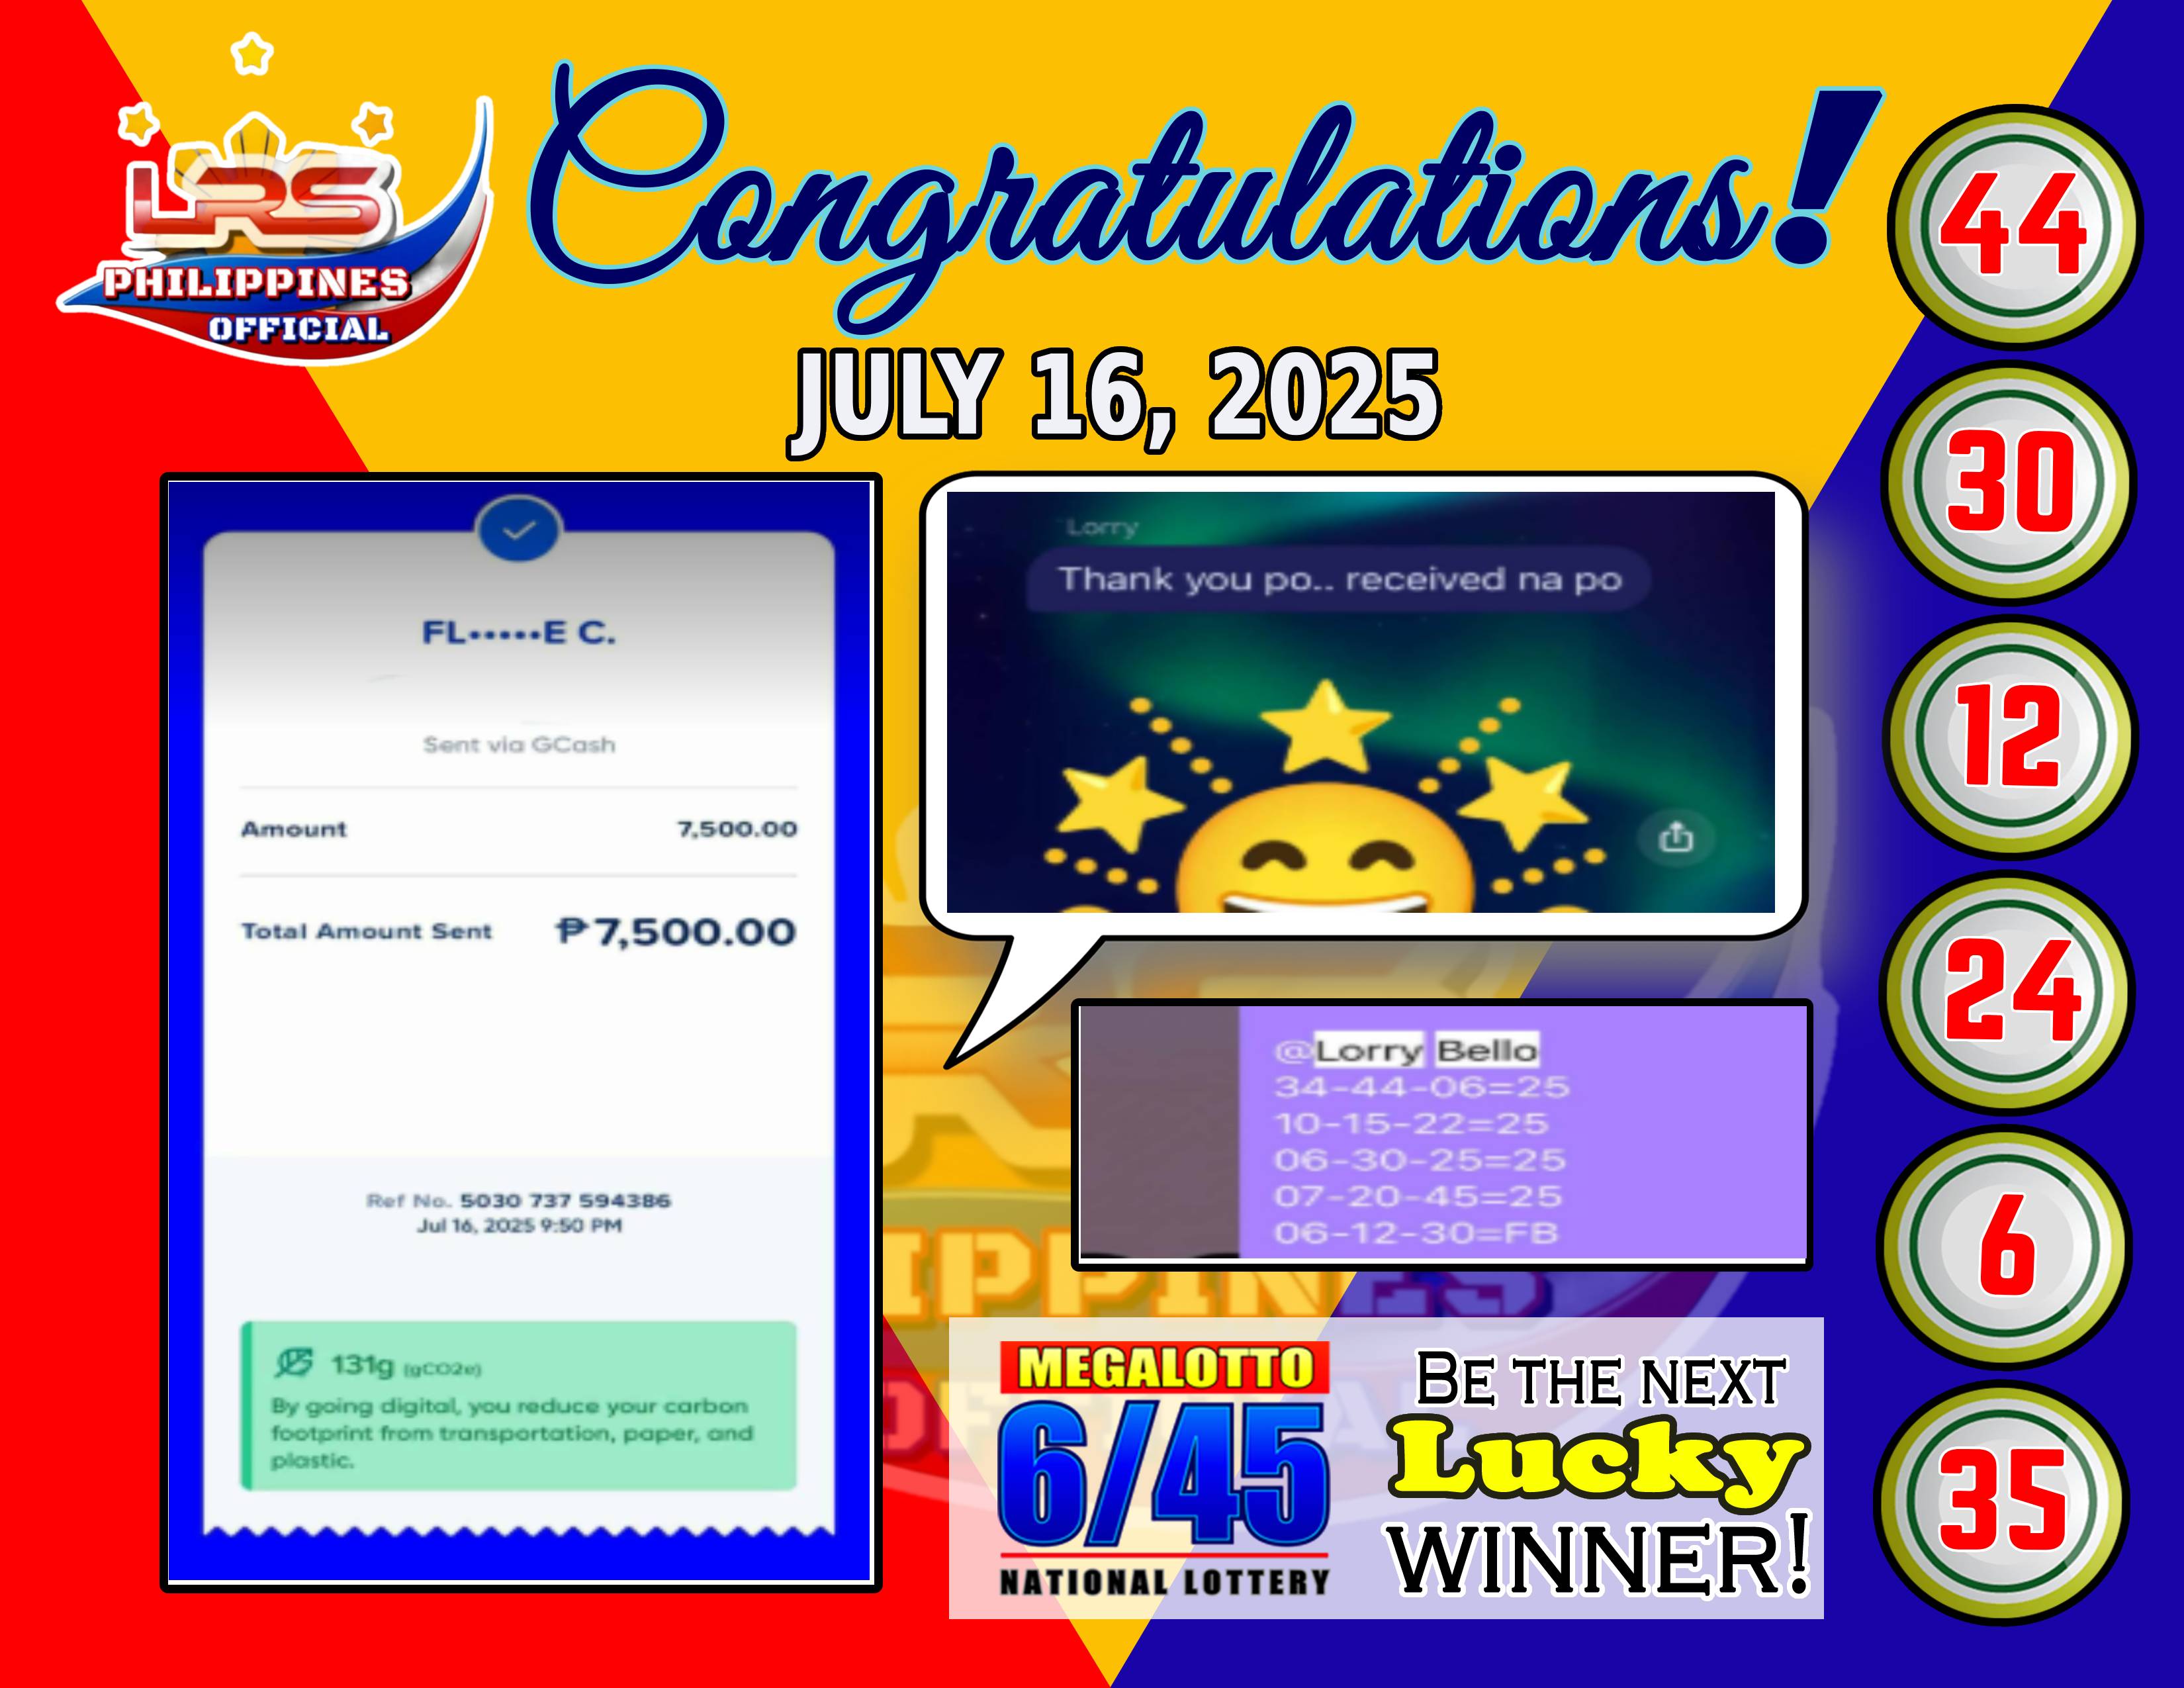 LRS
PHILIPPINES
OFFICIAL
Congratulations!
JULY 16, 2025
FL•••••E C.
Sent via GCash
Amount 7,500.00
Total Amount Sent ₱7,500.00
Ref No. 5030 737 594386
Jul 16, 2025 9:50 PM
131g (gCO2e)
By going digital, you reduce your carbon
footprint from transportation, paper, and
plastic.
Lorry
Thank you po.. received na po
@Lorry Bello
34-44-06=25
10-15-22=25
06-30-25=25
07-20-45=25
06-12-30=FB
MEGALOTTO
6/45
NATIONAL LOTTERY
BE THE NEXT
Lucky
WINNER!
44
30
12
24
6
35